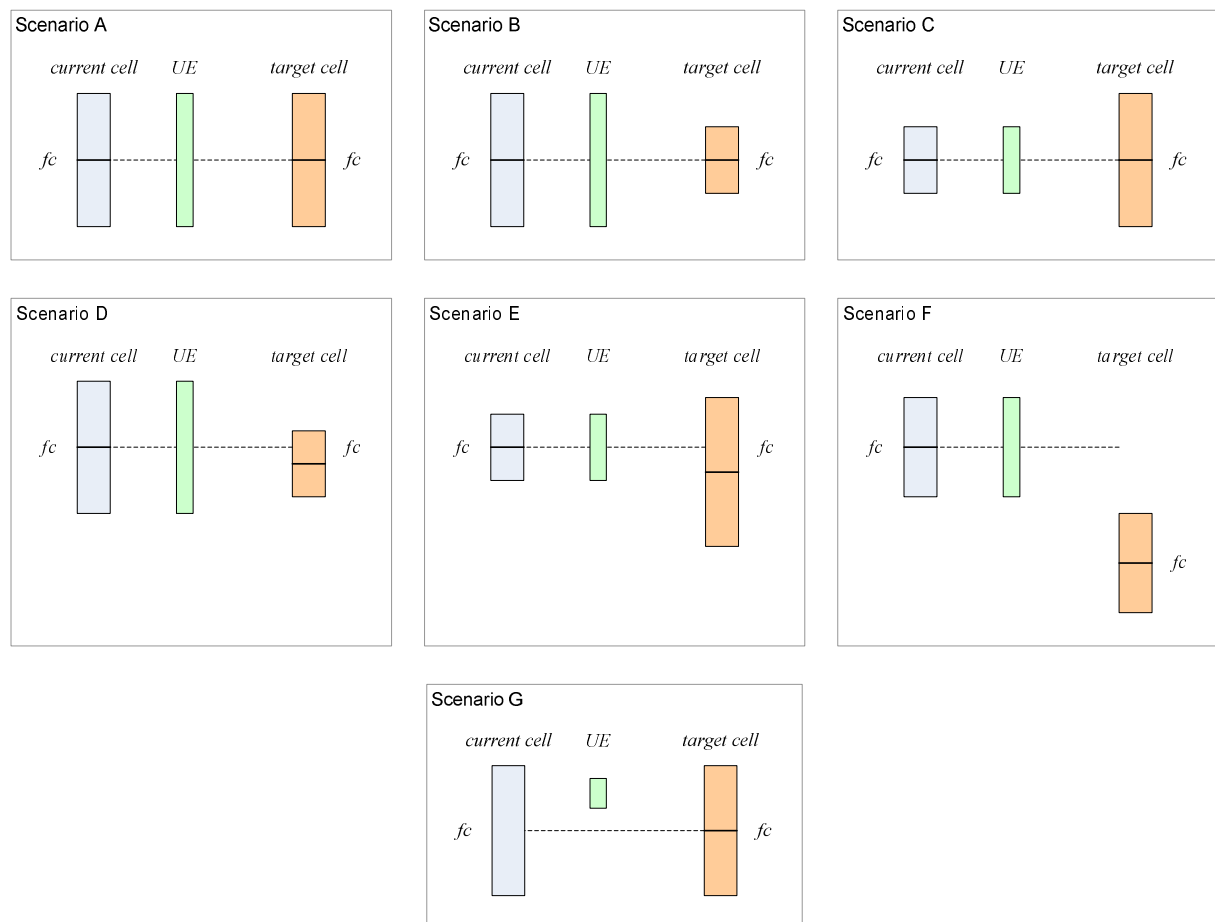 Scenario A
current cell UE target cell
fc fc
Scenario B
current cell UE target cell
fc fc
Scenario C
current cell UE target cell
fc fc
Scenario D
current cell UE target cell
fc fc
Scenario E
current cell UE target cell
fc fc
Scenario F
current cell UE target cell
fc fc
Scenario G
current cell UE target cell
fc fc